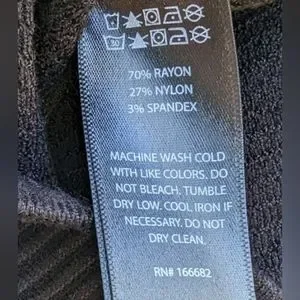 30
70% RAYON
27% NYLON
3% SPANDEX
MACHINE WASH COLD
WITH LIKE COLORS. DO
NOT BLEACH. TUMBLE
DRY LOW. COOL IRON IF
NECESSARY. DO NOT
DRY CLEAN.
RN# 166682